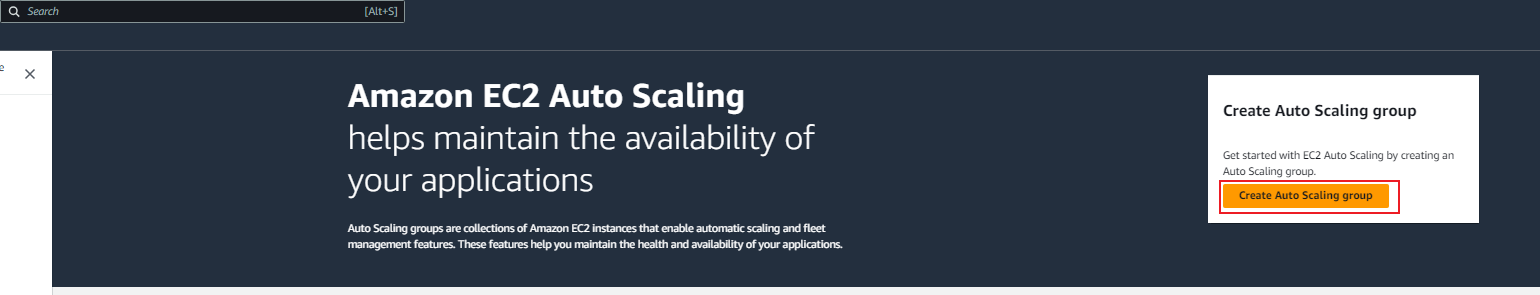 Search
[Alt+S]
e
Amazon EC2 Auto Scaling
helps maintain the availability of
your applications
Auto Scaling groups are collections of Amazon EC2 instances that enable automatic scaling and fleet
management features. These features help you maintain the health and availability of your applications.
Create Auto Scaling group
Get started with EC2 Auto Scaling by creating an
Auto Scaling group.
Create Auto Scaling group